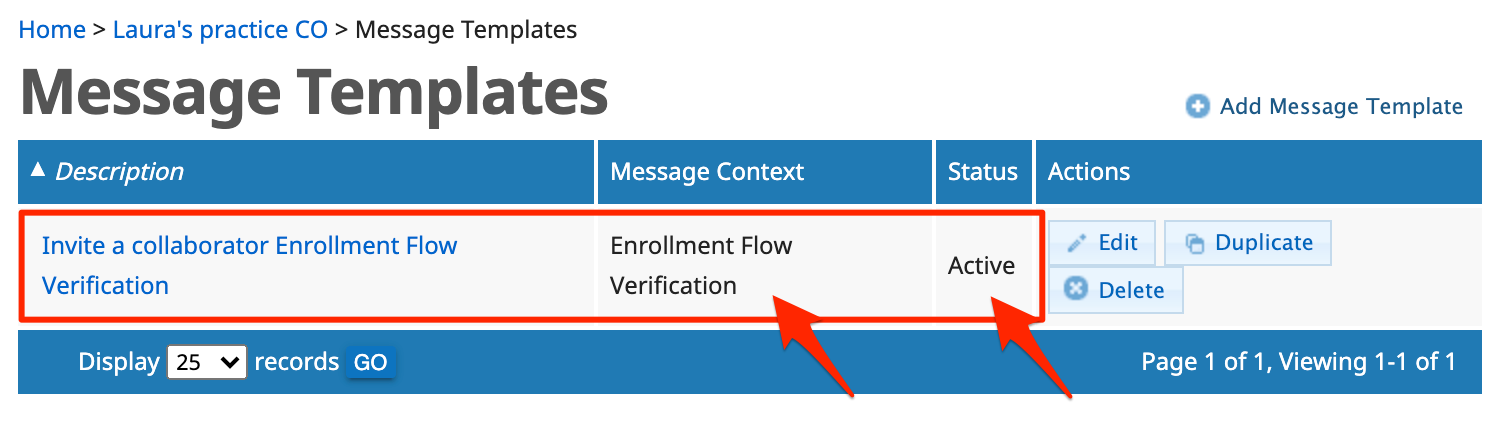 Home > Laura's practice CO > Message Templates
Message Templates
Add Message Template
▲ Description Message Context Status Actions
Invite a collaborator Enrollment Flow
Verification
Enrollment Flow
Verification
Active
Edit
Duplicate
Delete
Display 25 records GO
Page 1 of 1, Viewing 1-1 of 1